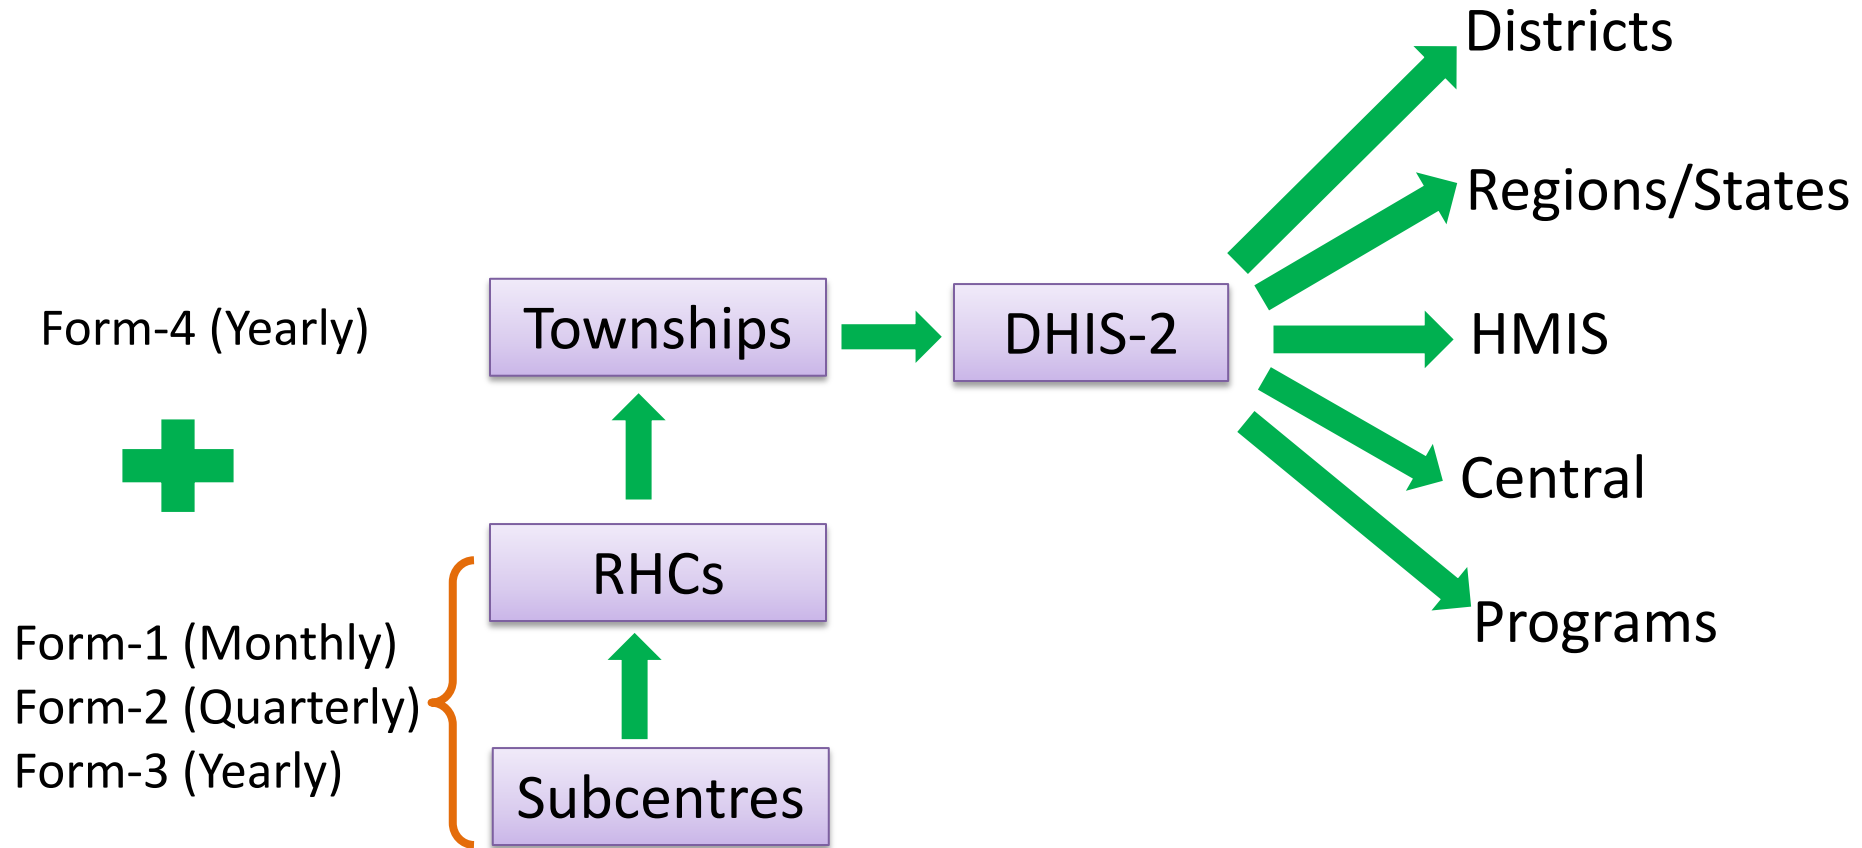 Districts
Regions/States
Form-4 (Yearly)
Townships
DHIS-2
HMIS
Central
RHCs
Programs
Form-1 (Monthly)
Form-2 (Quarterly)
Form-3 (Yearly)
Subcentres